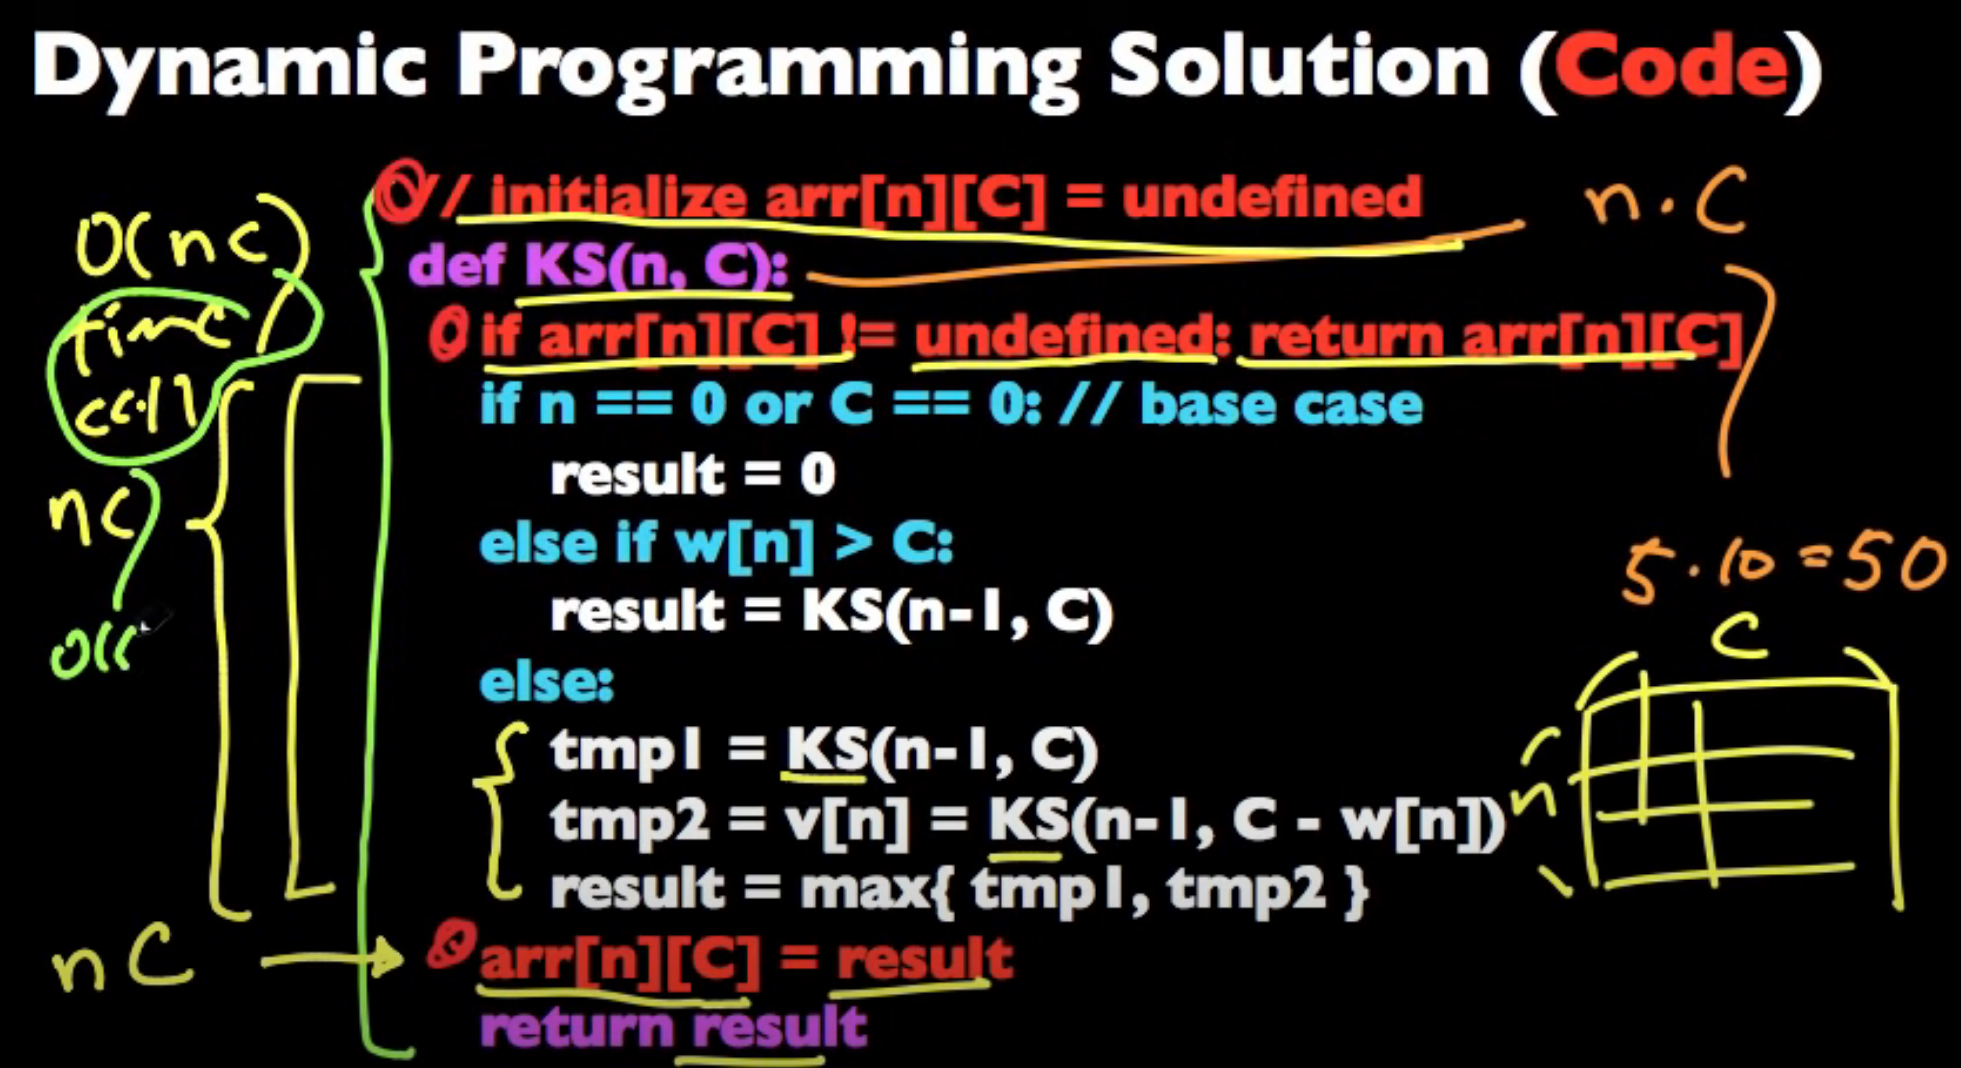 Dynamic Programming Solution (Code)
// initialize arr[n][C] = undefined
n·C
O(nC)
def KS(n, C):
time
if arr[n][C] != undefined: return arr[n][C]
call
if n == 0 or C == 0: // base case
result = 0
nC
else if w[n] > C:
5·10=50
result = KS(n-1, C)
C
else:
tmp1 = KS(n-1, C)
n
tmp2 = v[n] = KS(n-1, C - w[n])
result = max{ tmp1, tmp2 }
nC
arr[n][C] = result
return result